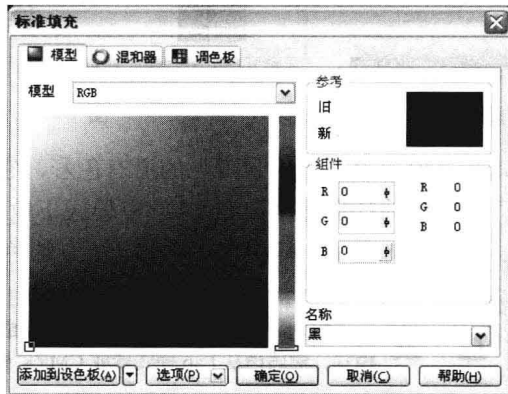 标准填充
模型 混和器 调色板
模型 RGB
参考
旧
新
组件
R 0 R 0
G 0 G 0
B 0 B 0
名称
黑
添加到设色板(A) 选项(P) 确定(O) 取消(C) 帮助(H)